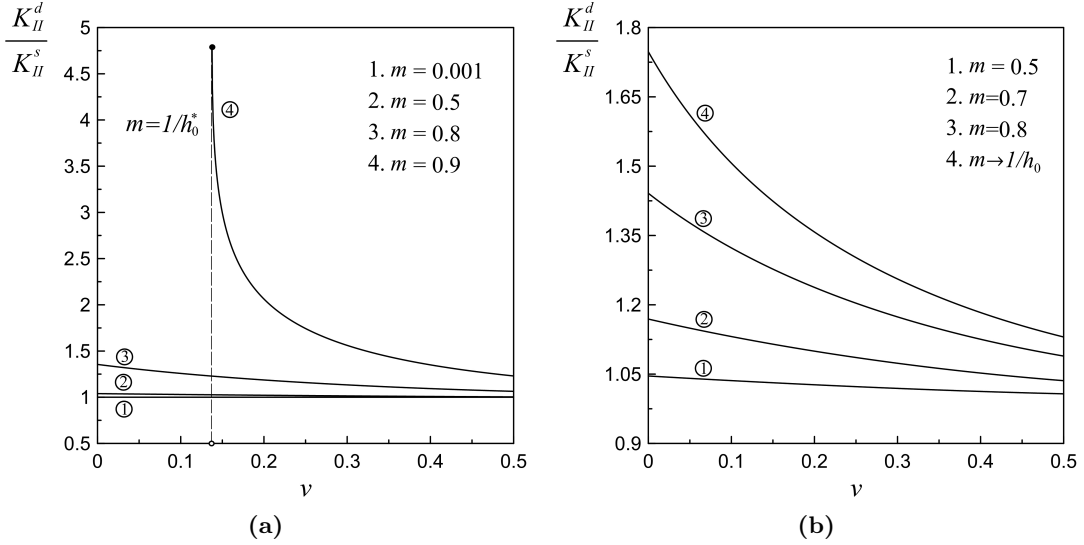 K_II^d / K_II^s
5
4.5
4
3.5
3
2.5
2
1.5
1
0.5
0 0.1 0.2 0.3 0.4 0.5
ν
m=1/h_0^*
④
③
②
①
1. m = 0.001
2. m = 0.5
3. m = 0.8
4. m = 0.9
(a)
K_II^d / K_II^s
1.8
1.65
1.5
1.35
1.2
1.05
0.9
0 0.1 0.2 0.3 0.4 0.5
ν
④
③
②
①
1. m = 0.5
2. m=0.7
3. m=0.8
4. m→1/h_0
(b)